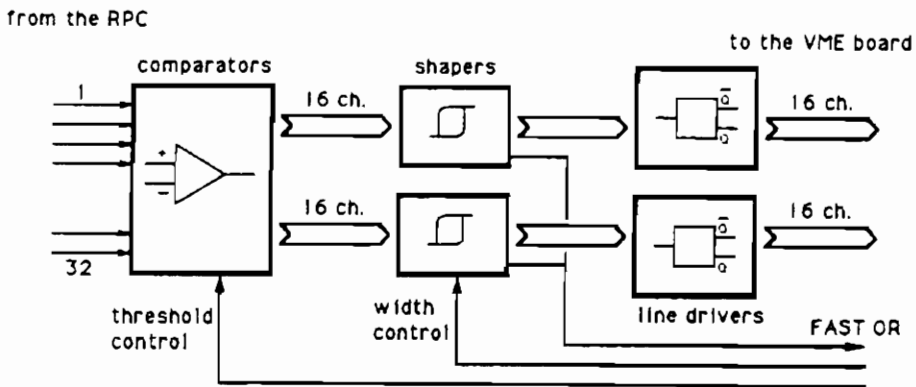 from the RPC
to the VME board
comparators
shapers
1
16 ch.
Q̅
Q
16 ch.
+
−
16 ch.
16 ch.
Q̅
Q
32
threshold
control
width
control
line drivers
FAST OR